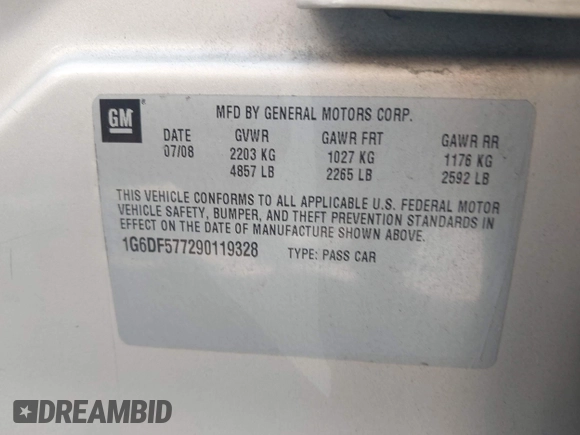 GM
MFD BY GENERAL MOTORS CORP.
DATE GVWR GAWR FRT GAWR RR
07/08 2203 KG 1027 KG 1176 KG
4857 LB 2265 LB 2592 LB
THIS VEHICLE CONFORMS TO ALL APPLICABLE U.S. FEDERAL MOTOR
VEHICLE SAFETY, BUMPER, AND THEFT PREVENTION STANDARDS IN
EFFECT ON THE DATE OF MANUFACTURE SHOWN ABOVE.
1G6DF577290119328 TYPE: PASS CAR
DREAMBID